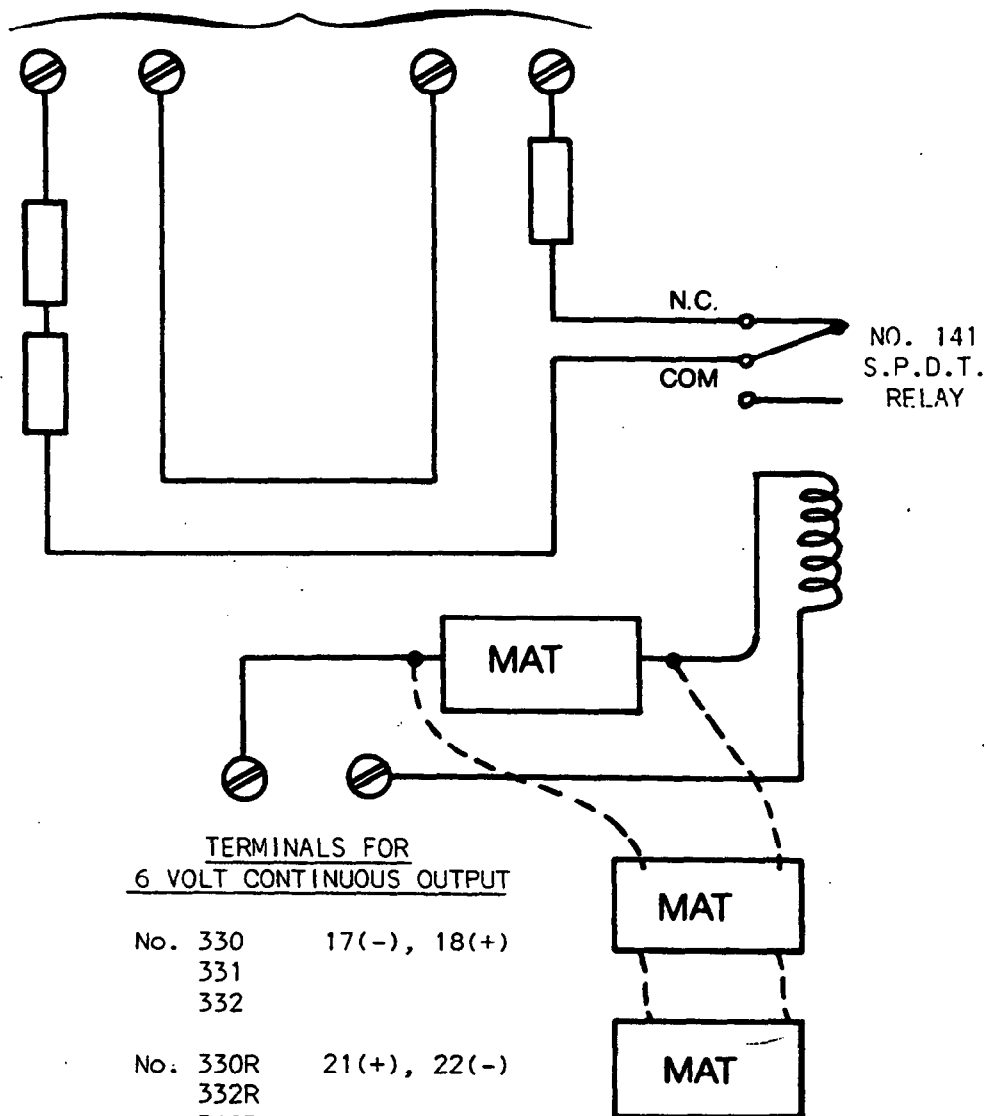 N.C.
COM
NO. 141
S.P.D.T.
RELAY
MAT
TERMINALS FOR
6 VOLT CONTINUOUS OUTPUT
No. 330 17(-), 18(+)
331
332
No. 330R 21(+), 22(-)
332R
MAT
MAT